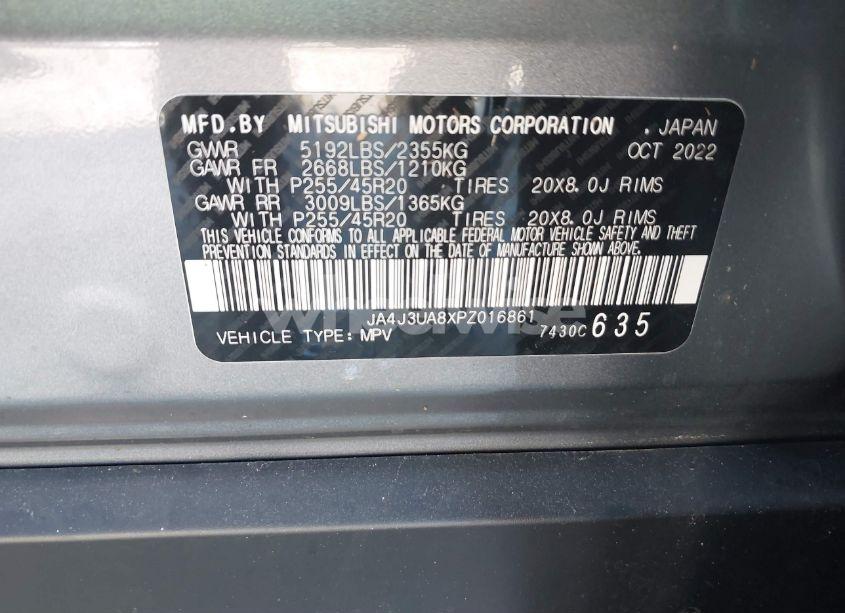 MFD.BY MITSUBISHI MOTORS CORPORATION . JAPAN
GVWR 5192LBS/2355KG OCT 2022
GAWR FR 2668LBS/1210KG
WITH P255/45R20 TIRES 20X8.0J RIMS
GAWR RR 3009LBS/1365KG
WITH P255/45R20 TIRES 20X8.0J RIMS
THIS VEHICLE CONFORMS TO ALL APPLICABLE FEDERAL MOTOR VEHICLE SAFETY AND THEFT
PREVENTION STANDARDS IN EFFECT ON THE DATE OF MANUFACTURE SHOWN ABOVE.
JA4J3UA8XPZ016861
VEHICLE TYPE: MPV 7430C 635